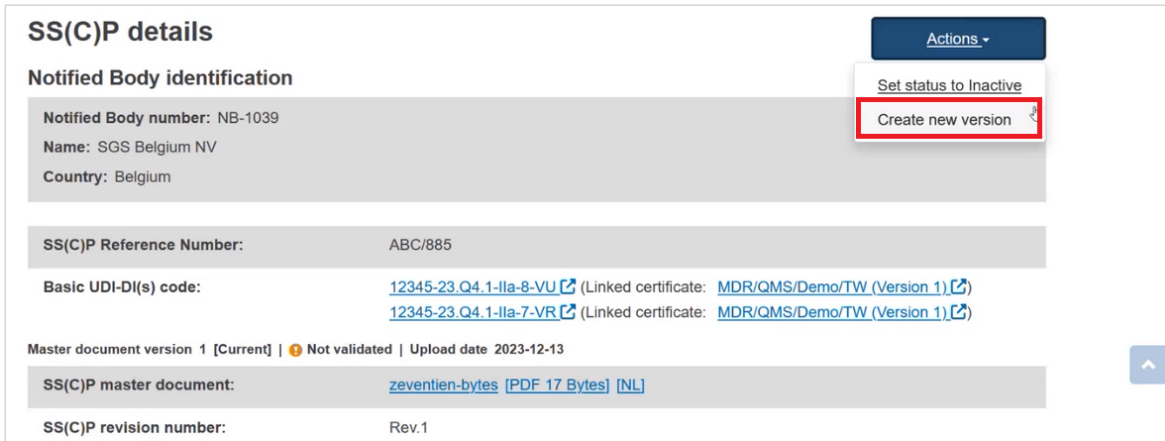 SS(C)P details
Actions
Notified Body identification
Set status to Inactive
Create new version
Notified Body number: NB-1039
Name: SGS Belgium NV
Country: Belgium
SS(C)P Reference Number: ABC/885
Basic UDI-DI(s) code: 12345-23.Q4.1-IIa-8-VU (Linked certificate: MDR/QMS/Demo/TW (Version 1))
12345-23.Q4.1-IIa-7-VR (Linked certificate: MDR/QMS/Demo/TW (Version 1))
Master document version 1 [Current] | Not validated | Upload date 2023-12-13
SS(C)P master document: zeventien-bytes [PDF 17 Bytes] [NL]
SS(C)P revision number: Rev.1